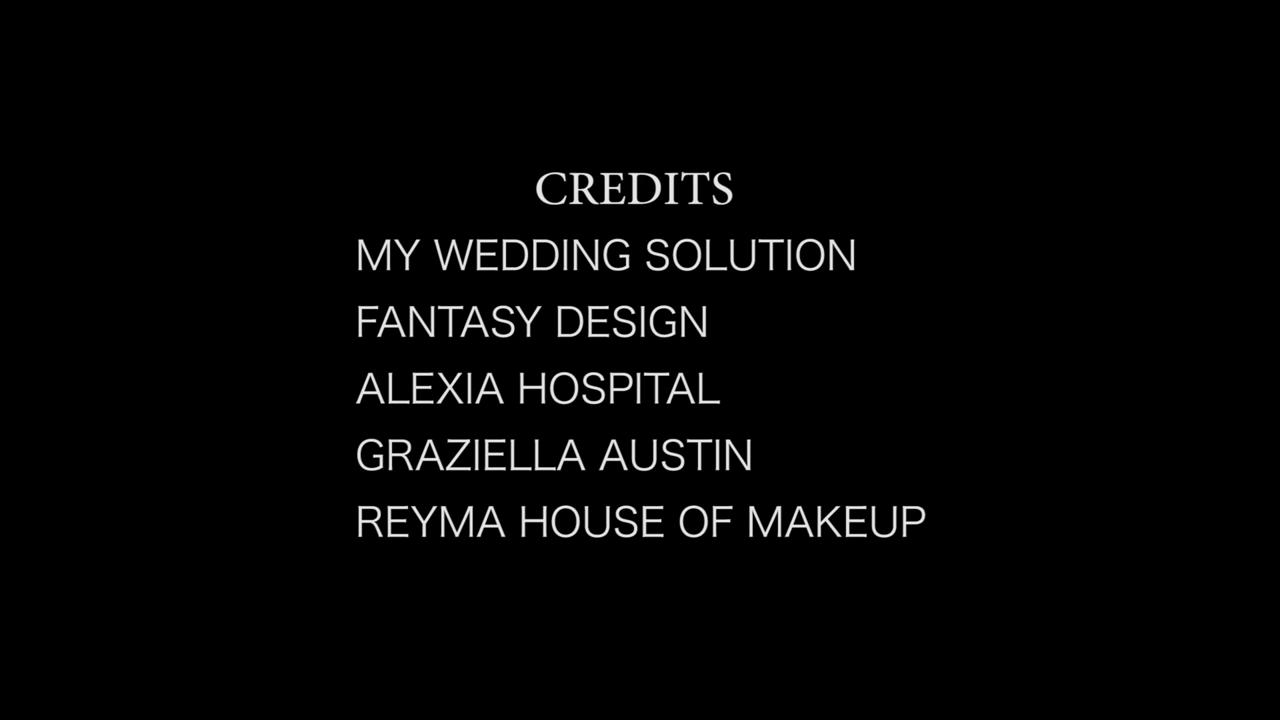 CREDITS
MY WEDDING SOLUTION
FANTASY DESIGN
ALEXIA HOSPITAL
GRAZIELLA AUSTIN
REYMA HOUSE OF MAKEUP